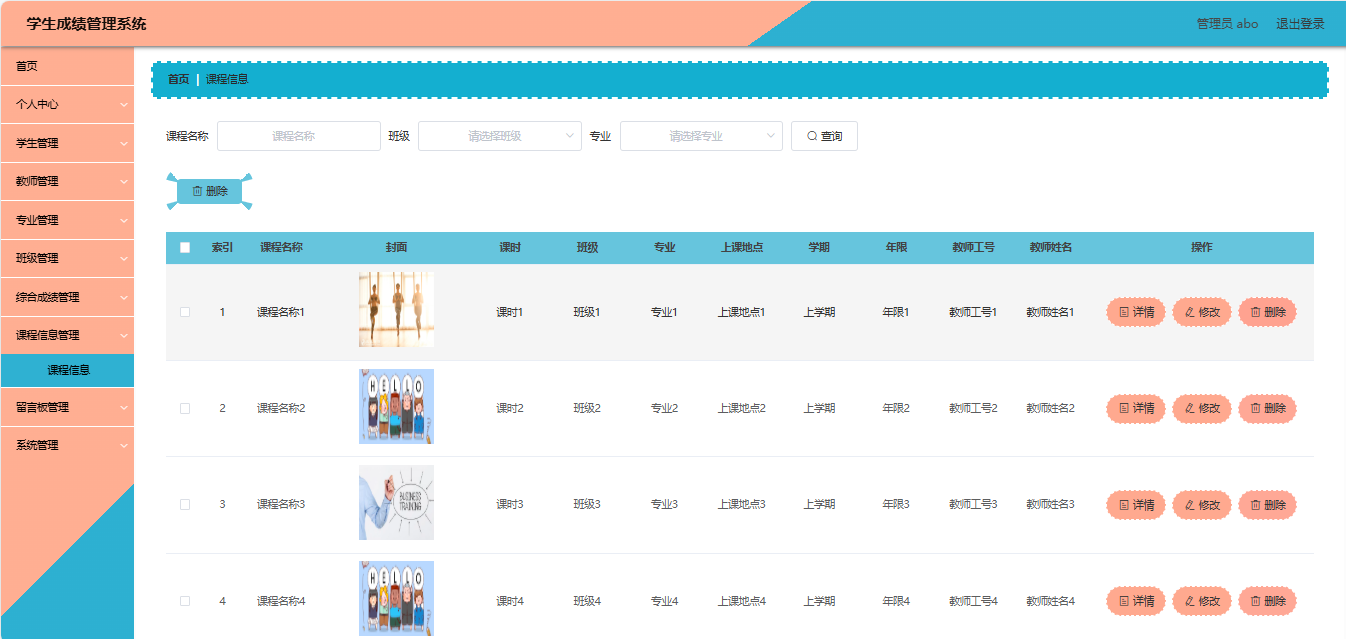 学生成绩管理系统
管理员 abo 退出登录
首页
个人中心
学生管理
教师管理
专业管理
班级管理
综合成绩管理
课程信息管理
课程信息
留言板管理
系统管理
首页 | 课程信息
课程名称 课程名称 班级 请选择班级 专业 请选择专业 查询
删除
索引 课程名称 封面 课时 班级 专业 上课地点 学期 年限 教师工号 教师姓名 操作
1 课程名称1 课时1 班级1 专业1 上课地点1 上学期 年限1 教师工号1 教师姓名1 详情 修改 删除
HELLO
2 课程名称2 课时2 班级2 专业2 上课地点2 上学期 年限2 教师工号2 教师姓名2 详情 修改 删除
BUSINESS
TRAINING
3 课程名称3 课时3 班级3 专业3 上课地点3 上学期 年限3 教师工号3 教师姓名3 详情 修改 删除
HELLO
4 课程名称4 课时4 班级4 专业4 上课地点4 上学期 年限4 教师工号4 教师姓名4 详情 修改 删除